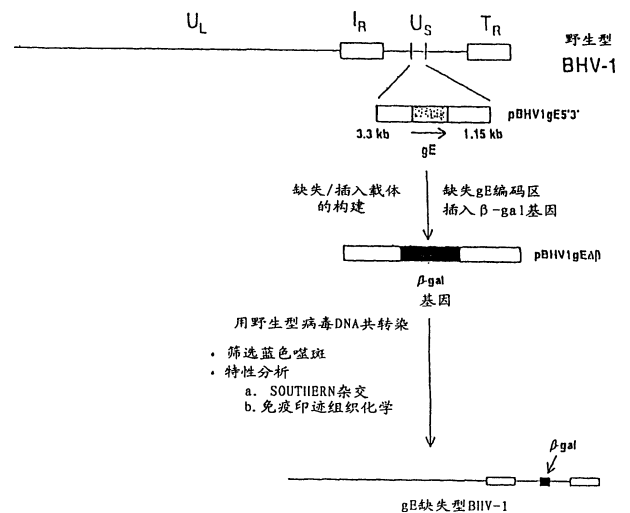 U_L I_R U_S T_R
野生型
BHV-1
pBHV1gE5'3'
3.3 kb 1.15 kb
gE
缺失/插入载体
的构建
缺失gE编码区
插入β-gal基因
pBHV1gEΔβ
β-gal
基因
用野生型病毒DNA共转染
· 筛选蓝色噬斑
· 特性分析
a. SOUTHERN杂交
b. 免疫印迹组织化学
β-gal
gE缺失型BHV-1